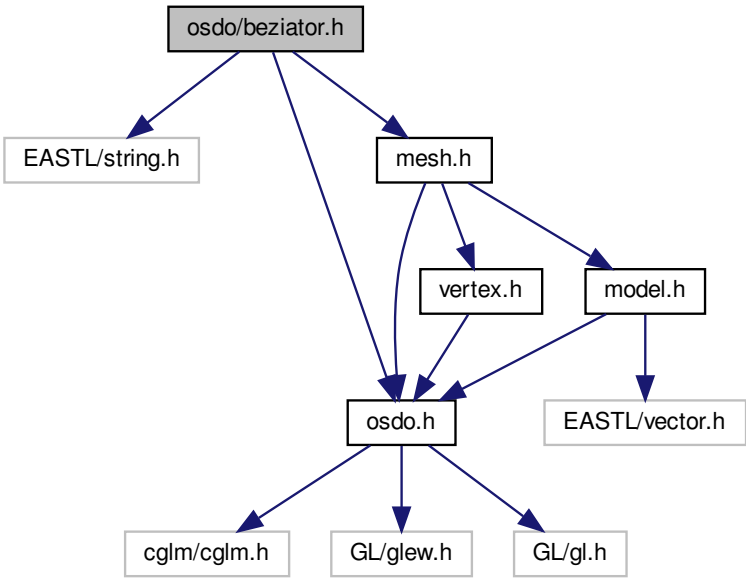 osdo/beziator.h
EASTL/string.h
mesh.h
vertex.h
model.h
osdo.h
EASTL/vector.h
cglm/cglm.h
GL/glew.h
GL/gl.h